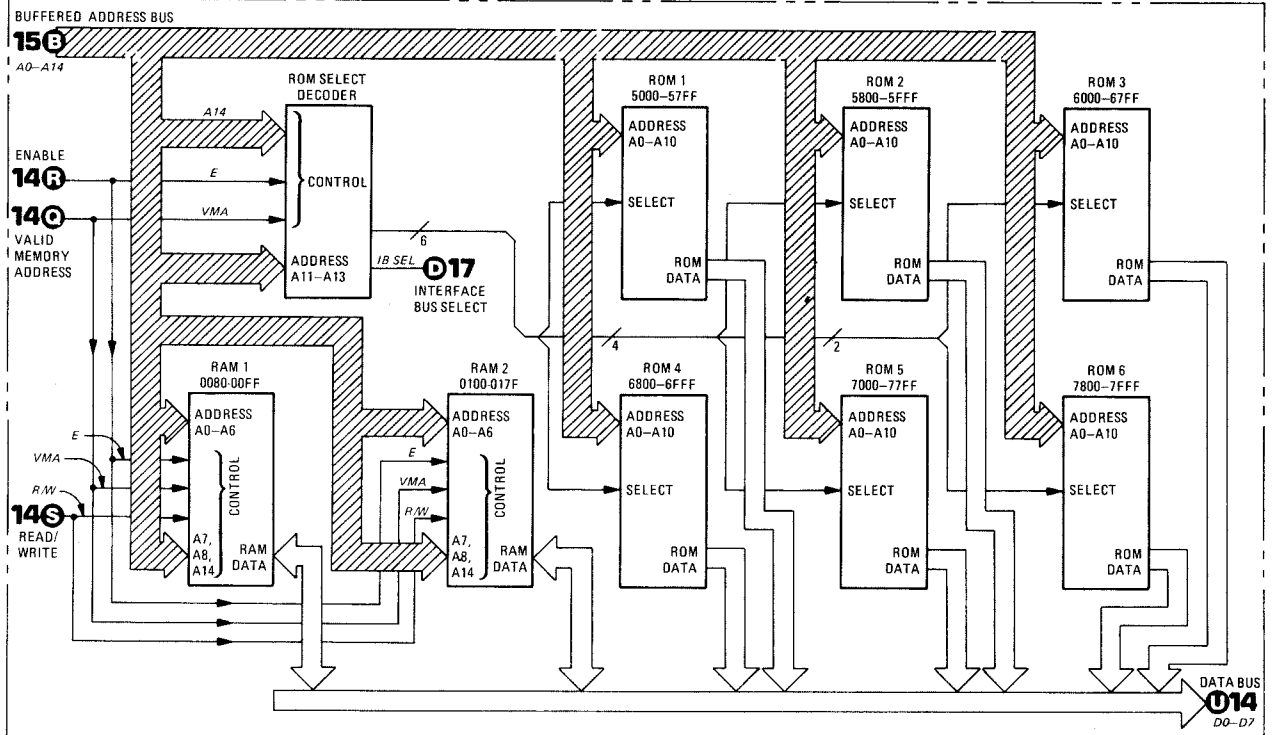 BUFFERED ADDRESS BUS
15 B
A0–A14
ENABLE
14 R
14 Q
VALID
MEMORY
ADDRESS
14 S
READ/
WRITE
ROM SELECT
DECODER
A14
E
VMA
CONTROL
ADDRESS
A11–A13
6
IB SEL
D 17
INTERFACE
BUS SELECT
4
2
ROM 1
5000–57FF
ADDRESS
A0–A10
SELECT
ROM
DATA
ROM 2
5800–5FFF
ADDRESS
A0–A10
SELECT
ROM
DATA
ROM 3
6000–67FF
ADDRESS
A0–A10
SELECT
ROM
DATA
RAM 1
0080-00FF
ADDRESS
A0–A6
E
VMA
R/W
CONTROL
A7,
A8,
A14
RAM
DATA
RAM 2
0100-017F
ADDRESS
A0–A6
E
VMA
R/W
CONTROL
A7,
A8,
A14
RAM
DATA
ROM 4
6800–6FFF
ADDRESS
A0–A10
SELECT
ROM
DATA
ROM 5
7000–77FF
ADDRESS
A0–A10
SELECT
ROM
DATA
ROM 6
7800–7FFF
ADDRESS
A0–A10
SELECT
ROM
DATA
DATA BUS
U 14
D0–D7